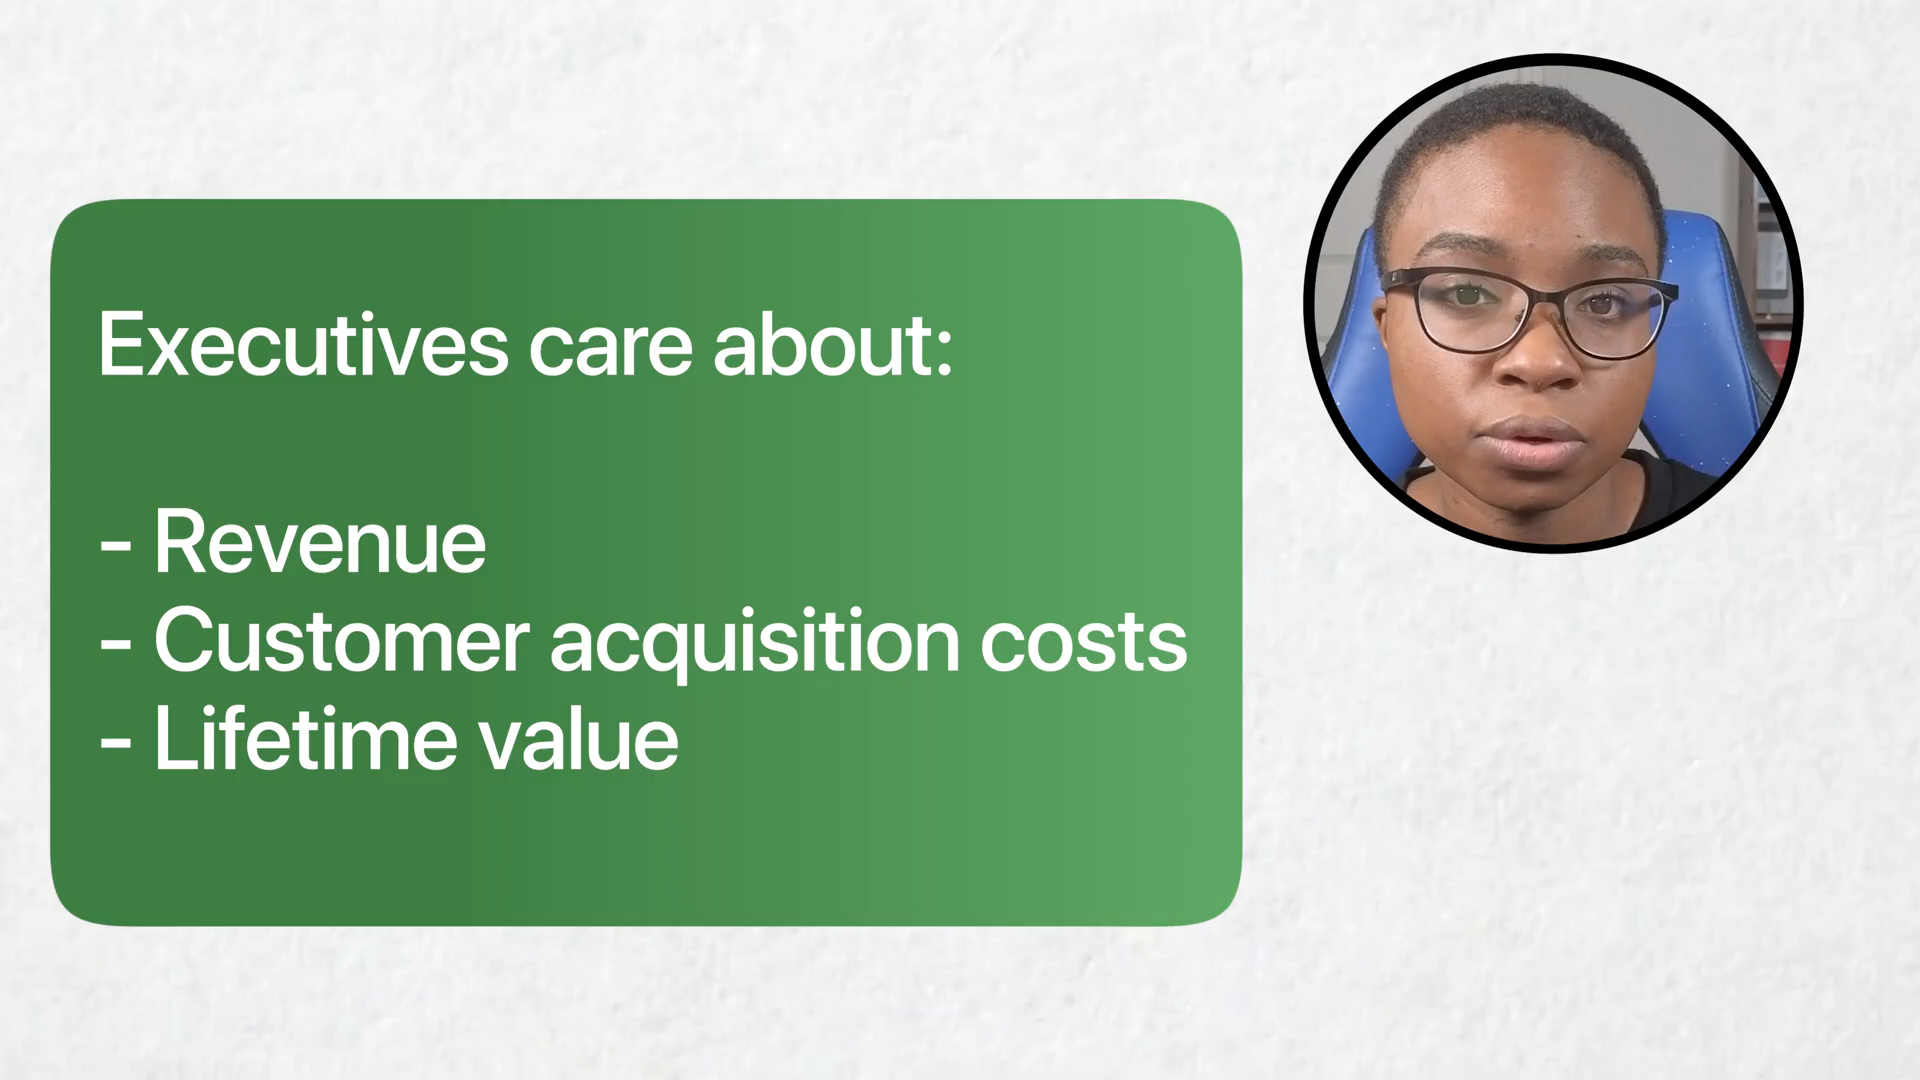 Executives care about:
- Revenue
- Customer acquisition costs
- Lifetime value